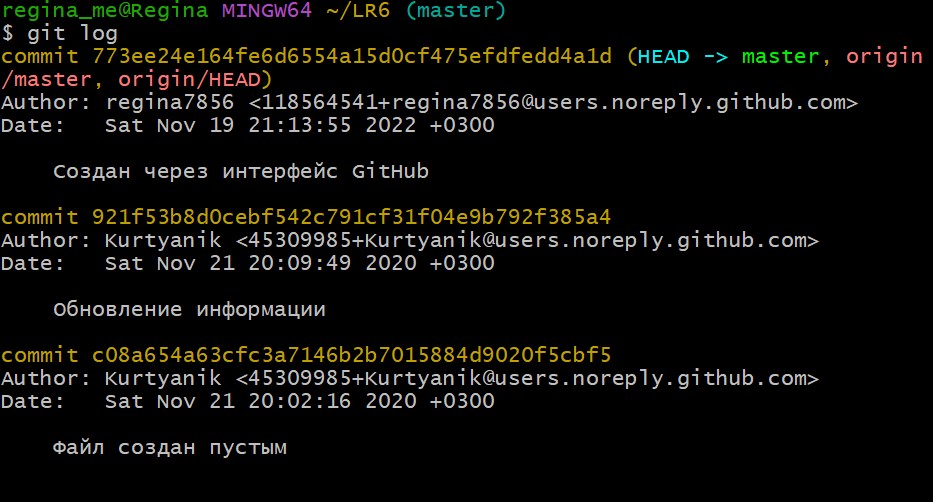 regina_me@Regina MINGW64 ~/LR6 (master)
$ git log
commit 773ee24e164fe6d6554a15d0cf475efdfedd4a1d (HEAD -> master, origin
/master, origin/HEAD)
Author: regina7856 <118564541+regina7856@users.noreply.github.com>
Date:   Sat Nov 19 21:13:55 2022 +0300
    Создан через интерфейс GitHub
commit 921f53b8d0cebf542c791cf31f04e9b792f385a4
Author: Kurtyanik <45309985+Kurtyanik@users.noreply.github.com>
Date:   Sat Nov 21 20:09:49 2020 +0300
    Обновление информации
commit c08a654a63cfc3a7146b2b7015884d9020f5cbf5
Author: Kurtyanik <45309985+Kurtyanik@users.noreply.github.com>
Date:   Sat Nov 21 20:02:16 2020 +0300
    Файл создан пустым